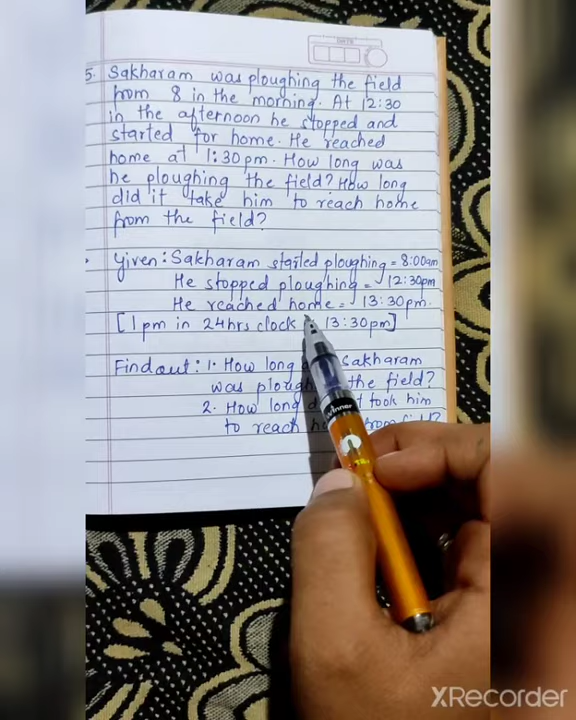 DATE
5. Sakharam was ploughing the field
from 8 in the morning. At 12:30
in the afternoon he stopped and
started for home. He reached
home at 1:30pm. How long was
he ploughing the field? How long
did it take him to reach home
from the field?
Given: Sakharam started ploughing = 8:00am
He stopped ploughing = 12:30pm
He reached home = 13:30pm.
[1pm in 24hrs clock 13:30pm]
Findout: 1. How long Sakharam
was the field?
2. How long took him
to reach
winner
XRecorder